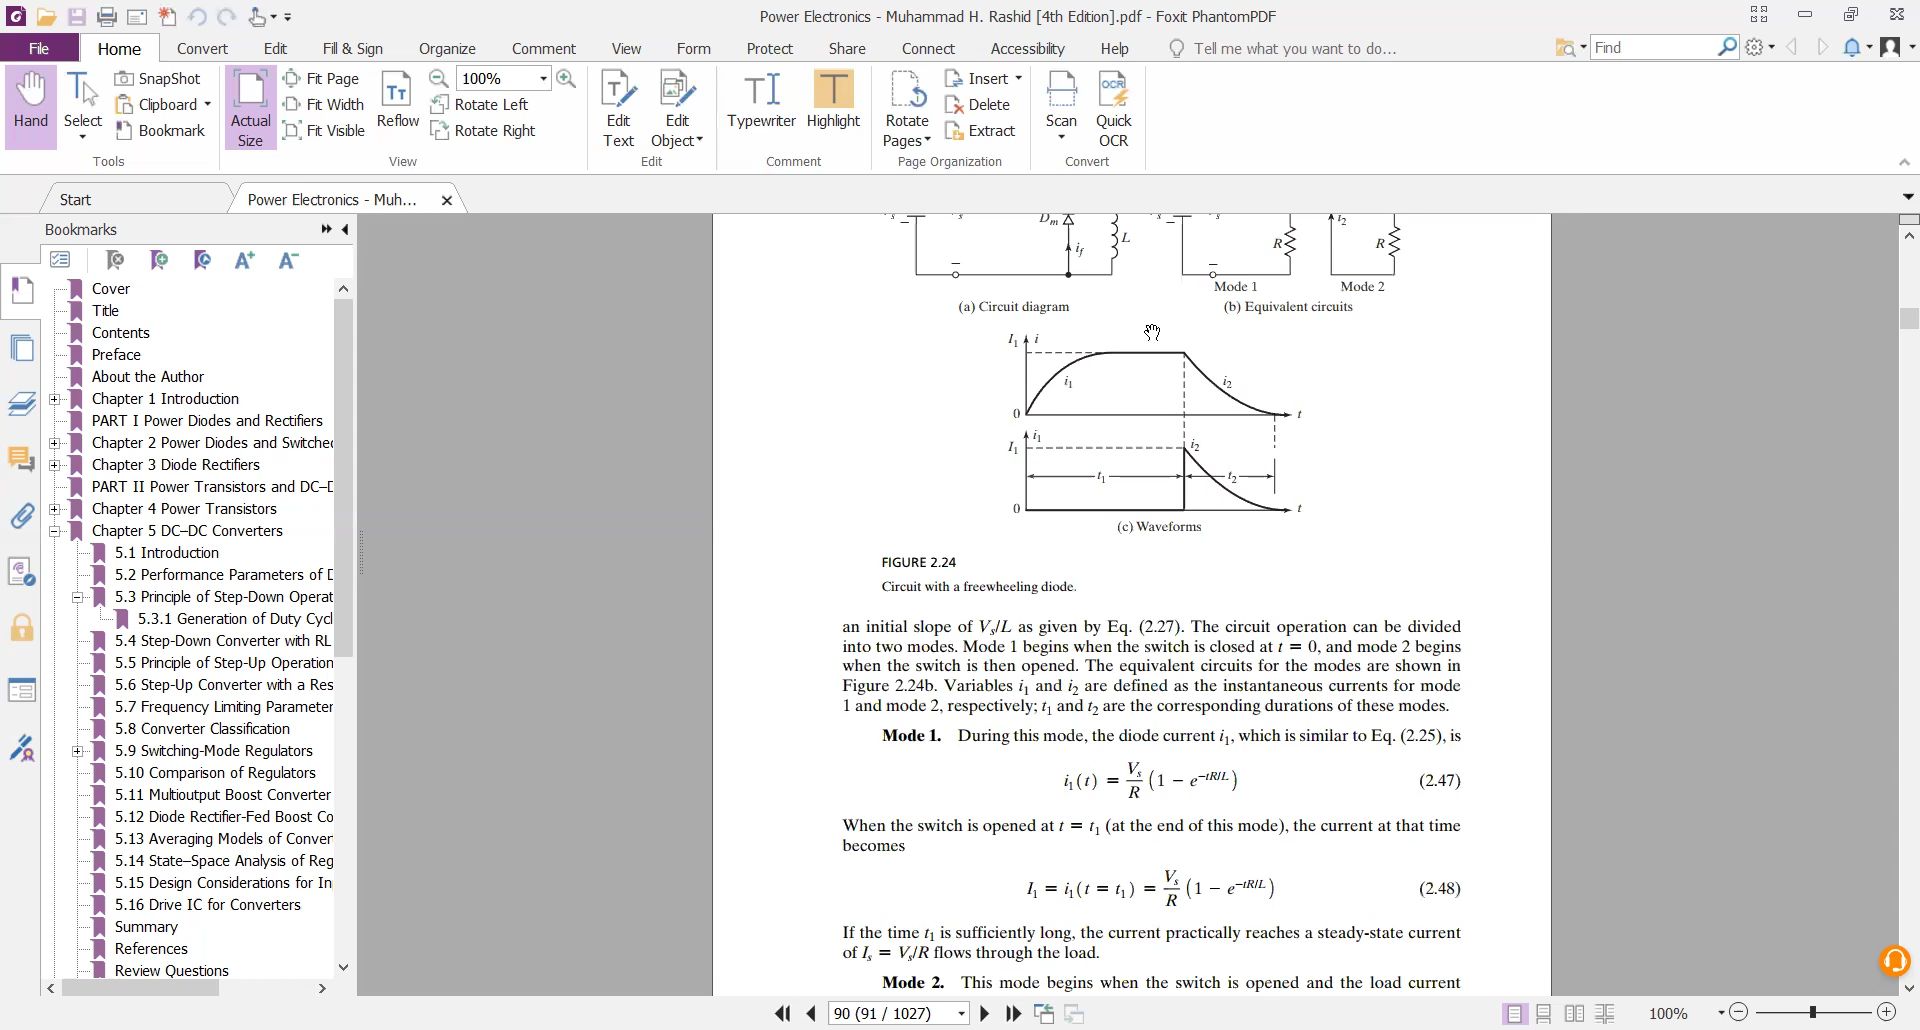 Power Electronics - Muhammad H. Rashid [4th Edition].pdf - Foxit PhantomPDF
File Home Convert Edit Fill & Sign Organize Comment View Form Protect Share Connect Accessibility Help Tell me what you want to do... Find
Hand
Select
SnapShot
Clipboard
Bookmark
Tools
Actual
Size
Fit Page
Fit Width
Fit Visible
Reflow
100%
Rotate Left
Rotate Right
View
Edit
Text
Edit
Object
Edit
Typewriter
Highlight
Comment
Rotate
Pages
Insert
Delete
Extract
Page Organization
Scan
OCR
Quick
OCR
Convert
Start
Power Electronics - Muh...
Bookmarks
Cover
Title
Contents
Preface
About the Author
Chapter 1 Introduction
PART I Power Diodes and Rectifiers
Chapter 2 Power Diodes and Switched
Chapter 3 Diode Rectifiers
PART II Power Transistors and DC–D
Chapter 4 Power Transistors
Chapter 5 DC–DC Converters
5.1 Introduction
5.2 Performance Parameters of D
5.3 Principle of Step-Down Operat
5.3.1 Generation of Duty Cycl
5.4 Step-Down Converter with RL
5.5 Principle of Step-Up Operation
5.6 Step-Up Converter with a Res
5.7 Frequency Limiting Parameter
5.8 Converter Classification
5.9 Switching-Mode Regulators
5.10 Comparison of Regulators
5.11 Multioutput Boost Converter
5.12 Diode Rectifier-Fed Boost Co
5.13 Averaging Models of Conver
5.14 State–Space Analysis of Reg
5.15 Design Considerations for In
5.16 Drive IC for Converters
Summary
References
Review Questions
Dm if L R i2 R
Mode 1 Mode 2
(a) Circuit diagram (b) Equivalent circuits
I1 i
i1 i2
0 t
I1 i1 i2
t1 t2
0 t
(c) Waveforms
FIGURE 2.24
Circuit with a freewheeling diode.
an initial slope of Vs/L as given by Eq. (2.27). The circuit operation can be divided
into two modes. Mode 1 begins when the switch is closed at t = 0, and mode 2 begins
when the switch is then opened. The equivalent circuits for the modes are shown in
Figure 2.24b. Variables i1 and i2 are defined as the instantaneous currents for mode
1 and mode 2, respectively; t1 and t2 are the corresponding durations of these modes.
Mode 1. During this mode, the diode current i1, which is similar to Eq. (2.25), is
i1(t) = Vs/R (1 − e^−tR/L) (2.47)
When the switch is opened at t = t1 (at the end of this mode), the current at that time
becomes
I1 = i1(t = t1) = Vs/R (1 − e^−tR/L) (2.48)
If the time t1 is sufficiently long, the current practically reaches a steady-state current
of Is = Vs/R flows through the load.
Mode 2. This mode begins when the switch is opened and the load current
90 (91 / 1027)
100%